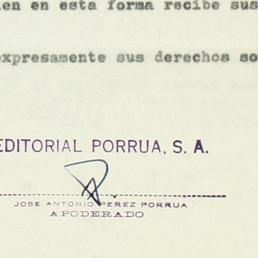 en en esta forma recibe sus
expresamente sus derechos so
EDITORIAL PORRUA, S. A.
JOSE ANTONIO PEREZ PORRUA
APODERADO